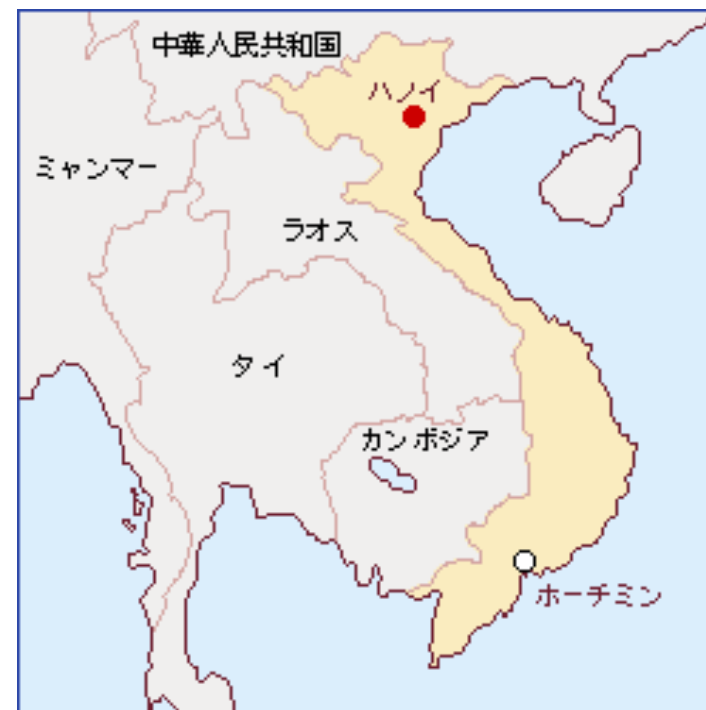 中華人民共和国
ハノイ
ミャンマー
ラオス
タイ
カンボジア
ホーチミン